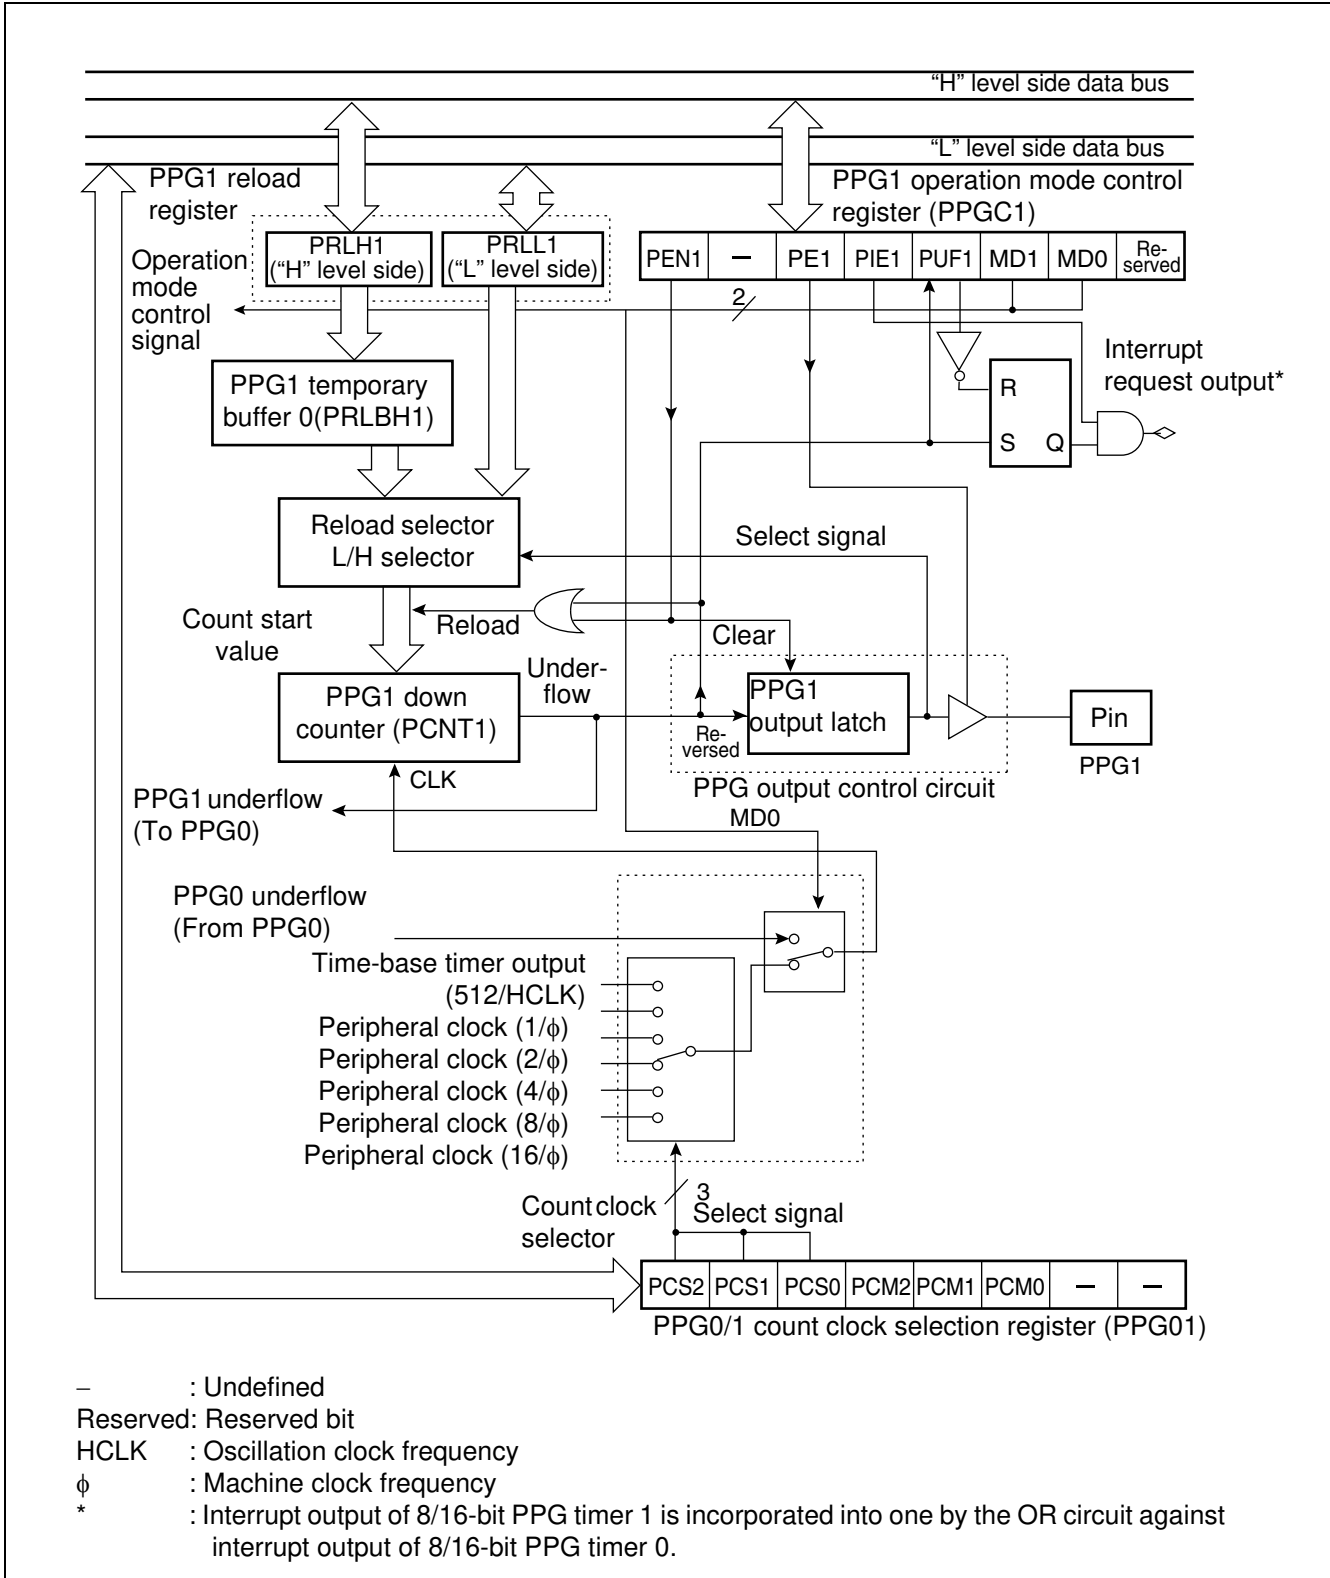 “H” level side data bus
“L” level side data bus
PPG1 reload
register
PPG1 operation mode control
register (PPGC1)
PRLH1
(“H” level side)
PRLL1
(“L” level side)
PEN1
–
PE1
PIE1
PUF1
MD1
MD0
Re-
served
Operation
mode
control
signal
2
Interrupt
request output*
PPG1 temporary
buffer 0(PRLBH1)
R
S
Q
Reload selector
L/H selector
Select signal
Count start
value
Reload
Clear
Under-
flow
PPG1 down
counter (PCNT1)
PPG1
output latch
Re-
versed
Pin
PPG1
CLK
PPG output control circuit
PPG1 underflow
(To PPG0)
MD0
PPG0 underflow
(From PPG0)
Time-base timer output
(512/HCLK)
Peripheral clock (1/ϕ)
Peripheral clock (2/ϕ)
Peripheral clock (4/ϕ)
Peripheral clock (8/ϕ)
Peripheral clock (16/ϕ)
Count clock
selector
3
Select signal
PCS2
PCS1
PCS0
PCM2
PCM1
PCM0
–
–
PPG0/1 count clock selection register (PPG01)
– : Undefined
Reserved: Reserved bit
HCLK : Oscillation clock frequency
ϕ : Machine clock frequency
* : Interrupt output of 8/16-bit PPG timer 1 is incorporated into one by the OR circuit against
interrupt output of 8/16-bit PPG timer 0.